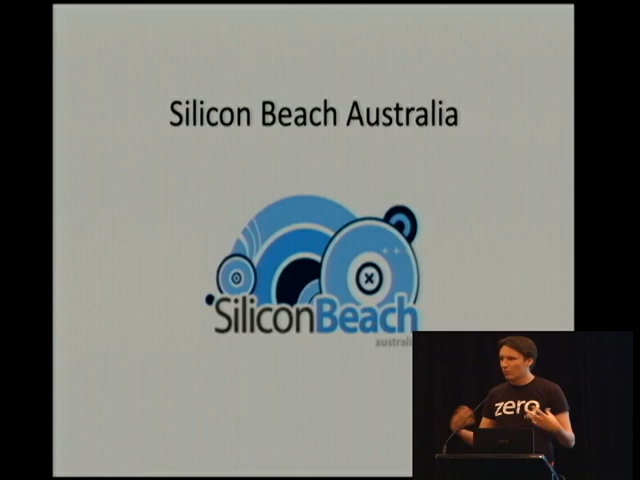 Silicon Beach Australia
SiliconBeach
australia
zero